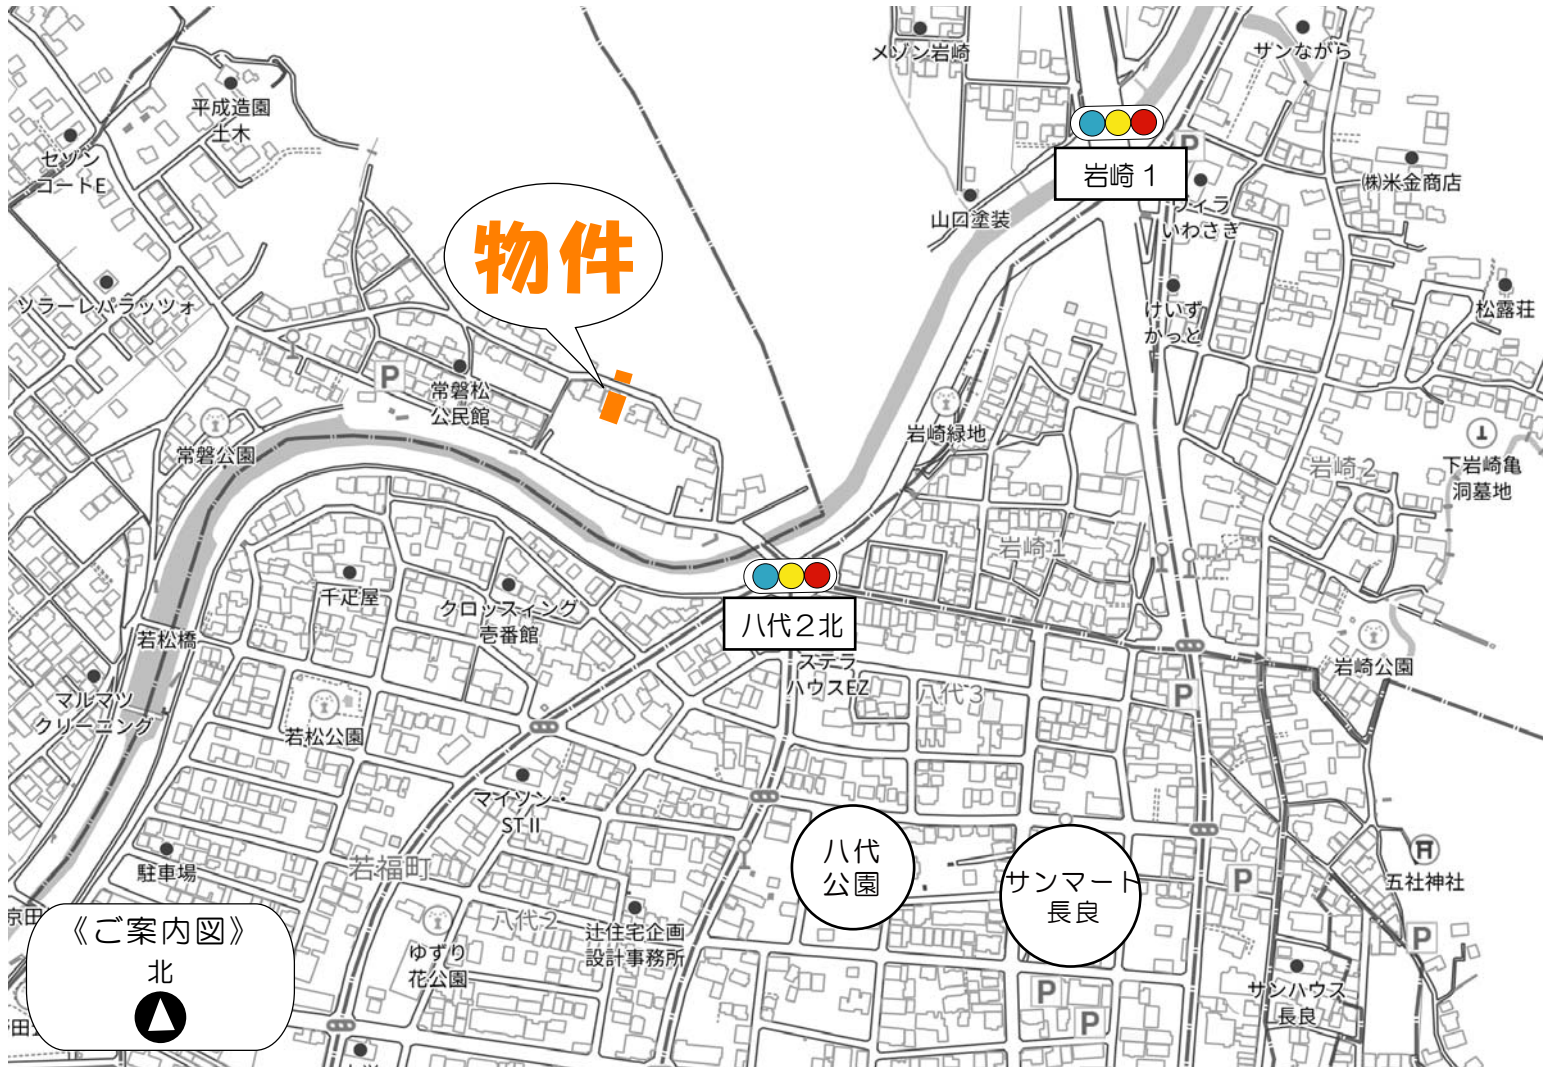 メゾン岩崎
サンながら
平成造園
土木
セゾン
コートE
岩崎1
P
㈱米金商店
山口塗装
ヴィラ
いわさき
物件
ソラーレパラッツォ
けいず
かっと
松露荘
P
常磐松
公民館
常磐公園
岩崎緑地
岩崎2
下岩崎亀
洞墓地
岩崎1
千疋屋
クロッスィング
壱番館
若松橋
八代2北
ステラ
ハウスEZ
八代3
P
岩崎公園
マルマツ
クリーニング
若松公園
マイソン・
STⅡ
八代
公園
サンマート
長良
駐車場
若福町
P
五社神社
八代2
辻住宅企画
設計事務所
ゆずり
花公園
P
サンハウス
長良
P
P
《ご案内図》
北